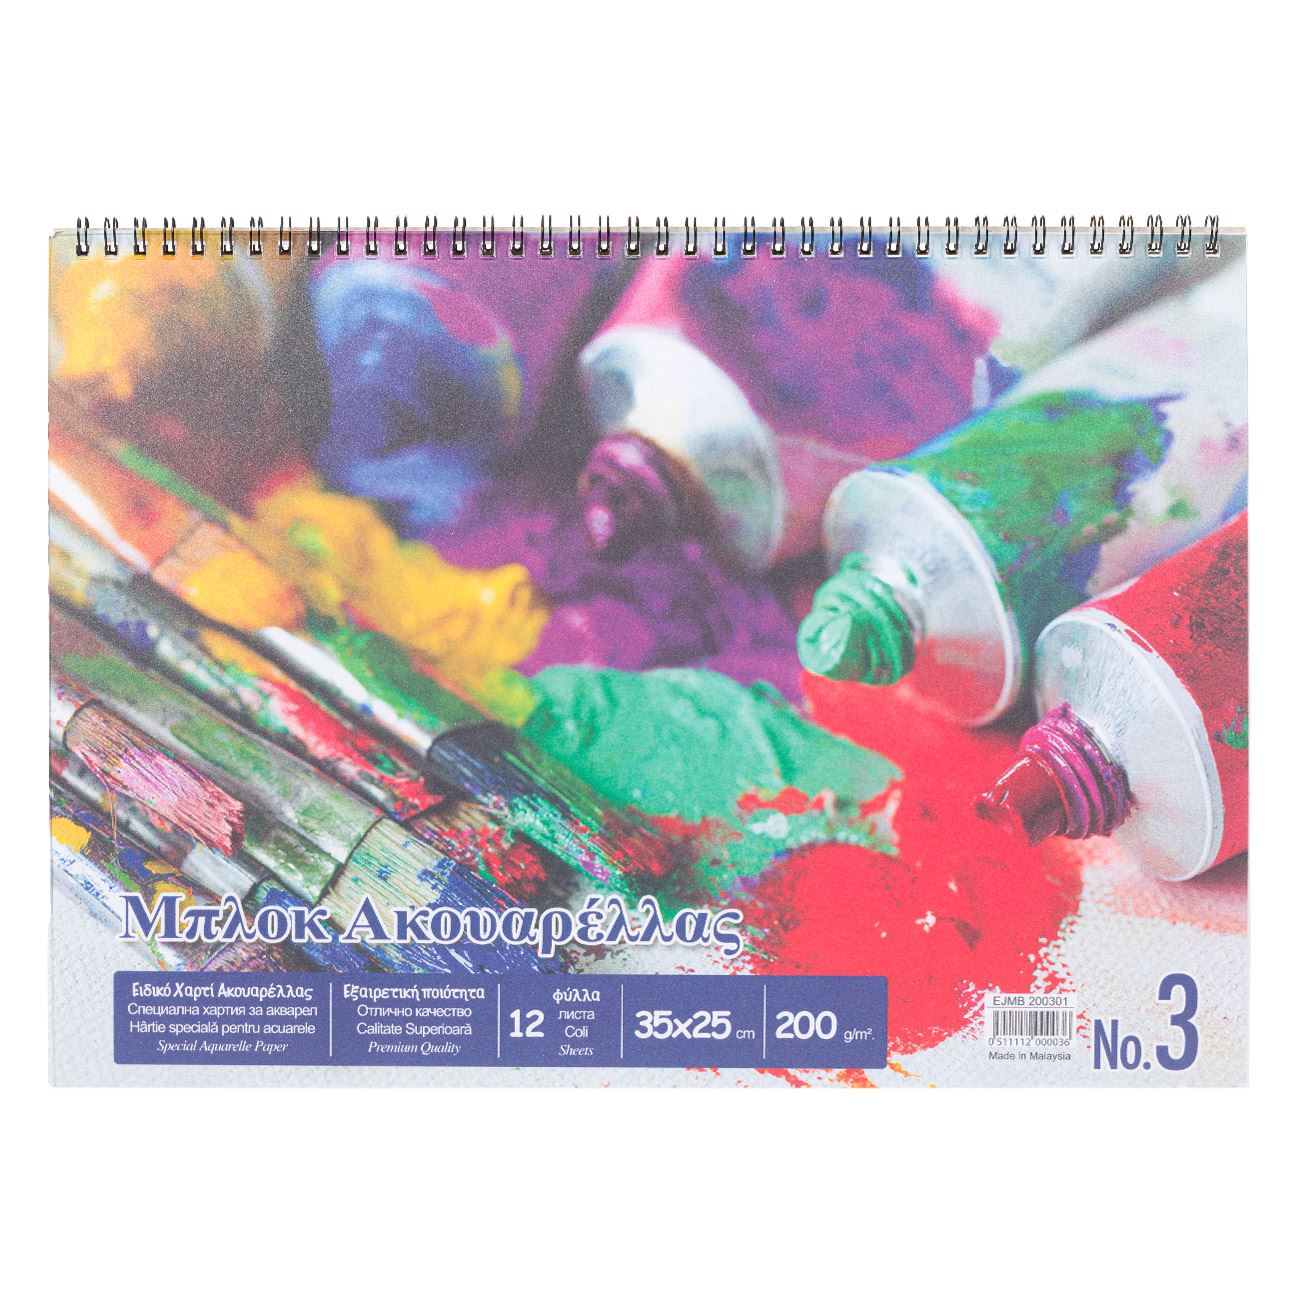 Μπλοκ Ακουαρέλλας
Ειδικό Χαρτί Ακουαρέλλας
Специална хартия за акварел
Hârtie specială pentru acuarele
Special Aquarelle Paper
Εξαιρετική ποιότητα
Отлично качество
Calitate Superioară
Premium Quality
12
φύλλα
листа
Coli
Sheets
35x25 cm
200 g/m².
EJMB 200301
0 511112 000036
Made in Malaysia
No.3